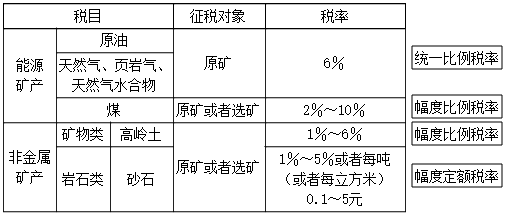 税目 征税对象 税率
能源矿产 原油 原矿 6% 统一比例税率
天然气、页岩气、
天然气水合物
煤 原矿或者选矿 2%~10% 幅度比例税率
非金属矿产 矿物类 高岭土 原矿或者选矿 1%~6% 幅度比例税率
岩石类 砂石 1%~5%或者每吨
（或者每立方米）
0.1~5元 幅度定额税率